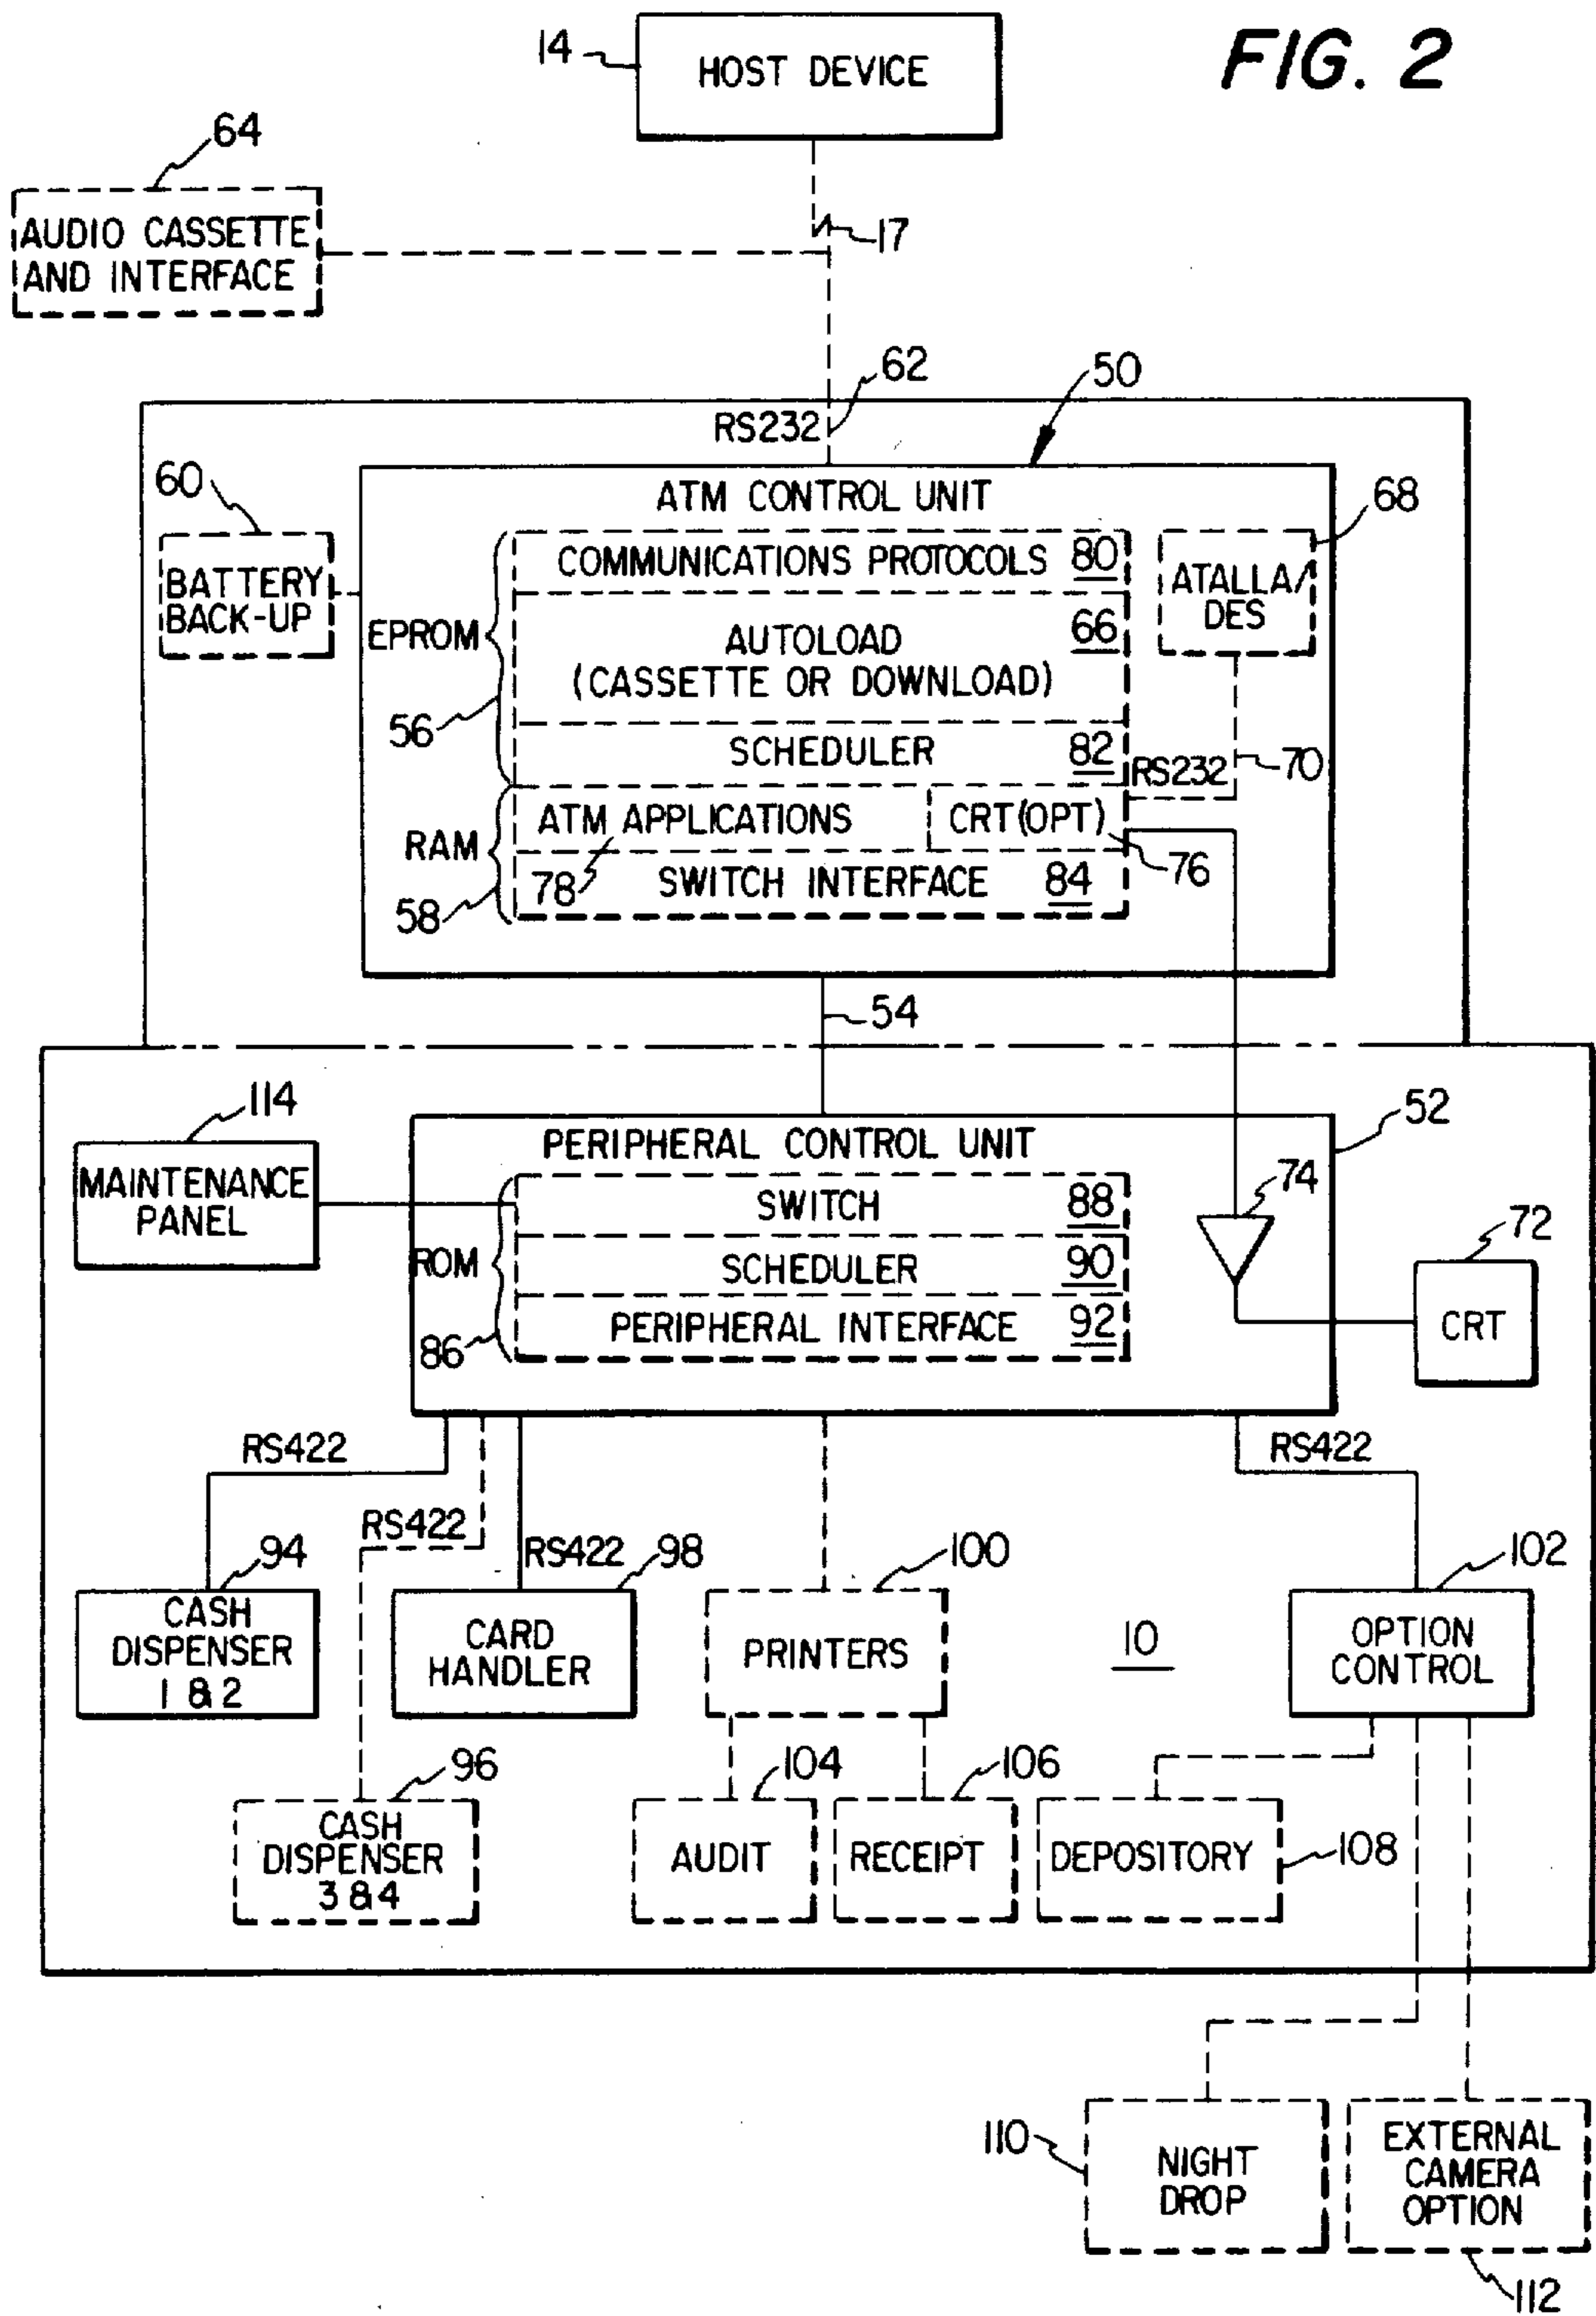 14
HOST DEVICE
FIG. 2
64
AUDIO CASSETTE
AND INTERFACE
17
62
50
RS232
60
BATTERY
BACK-UP
ATM CONTROL UNIT
68
ATALLA/
DES
EPROM
COMMUNICATIONS PROTOCOLS 80
AUTOLOAD 66
(CASSETTE OR DOWNLOAD)
56
SCHEDULER 82
RS232
70
RAM
ATM APPLICATIONS
CRT (OPT)
76
78
SWITCH INTERFACE 84
58
54
114
MAINTENANCE
PANEL
52
PERIPHERAL CONTROL UNIT
SWITCH 88
74
72
ROM
SCHEDULER 90
PERIPHERAL INTERFACE 92
86
CRT
RS422
RS422
RS422
RS422
94
CASH
DISPENSER
1 & 2
98
CARD
HANDLER
100
PRINTERS
10
102
OPTION
CONTROL
96
CASH
DISPENSER
3 & 4
104
AUDIT
106
RECEIPT
DEPOSITORY
108
110
NIGHT
DROP
EXTERNAL
CAMERA
OPTION
112